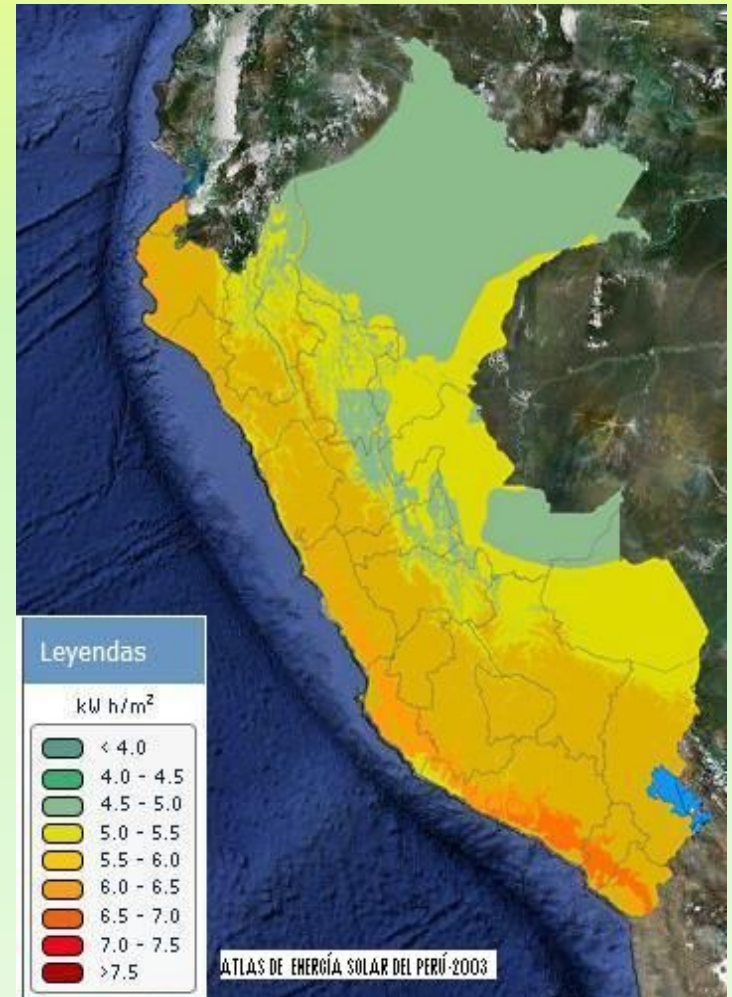 Leyendas
kW h/m²
< 4.0
4.0 - 4.5
4.5 - 5.0
5.0 - 5.5
5.5 - 6.0
6.0 - 6.5
6.5 - 7.0
7.0 - 7.5
>7.5
ATLAS DE ENERGÍA SOLAR DEL PERÚ-2003